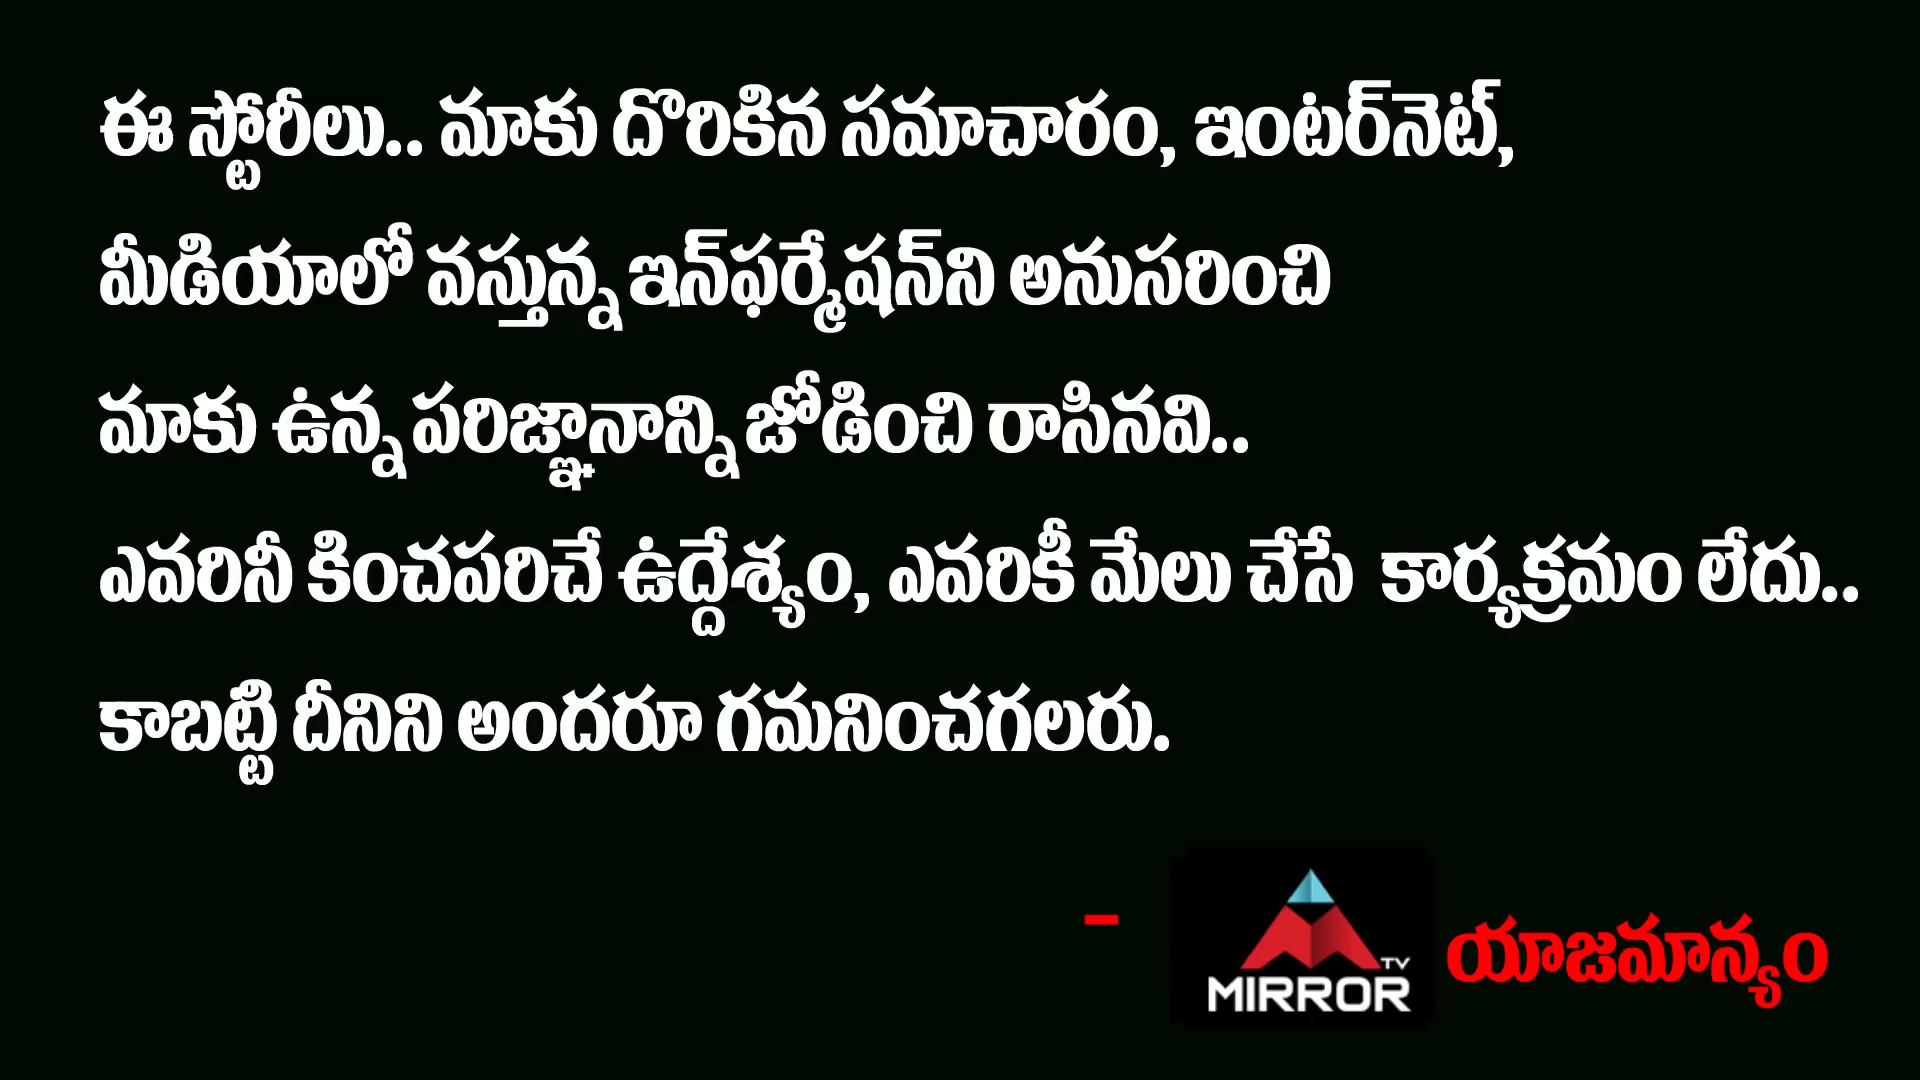 ఈ స్టోరీలు.. మాకు దొరికిన సమాచారం, ఇంటర్‌నెట్,
మీడియాలో వస్తున్న ఇన్‌ఫర్మేషన్‌ని అనుసరించి
మాకు ఉన్న పరిజ్ఞానాన్ని జోడించి రాసినవి..
ఎవరినీ కించపరిచే ఉద్దేశ్యం, ఎవరికీ మేలు చేసే కార్యక్రమం లేదు..
కాబట్టి దీనిని అందరూ గమనించగలరు.
- MIRROR TV యాజమాన్యం